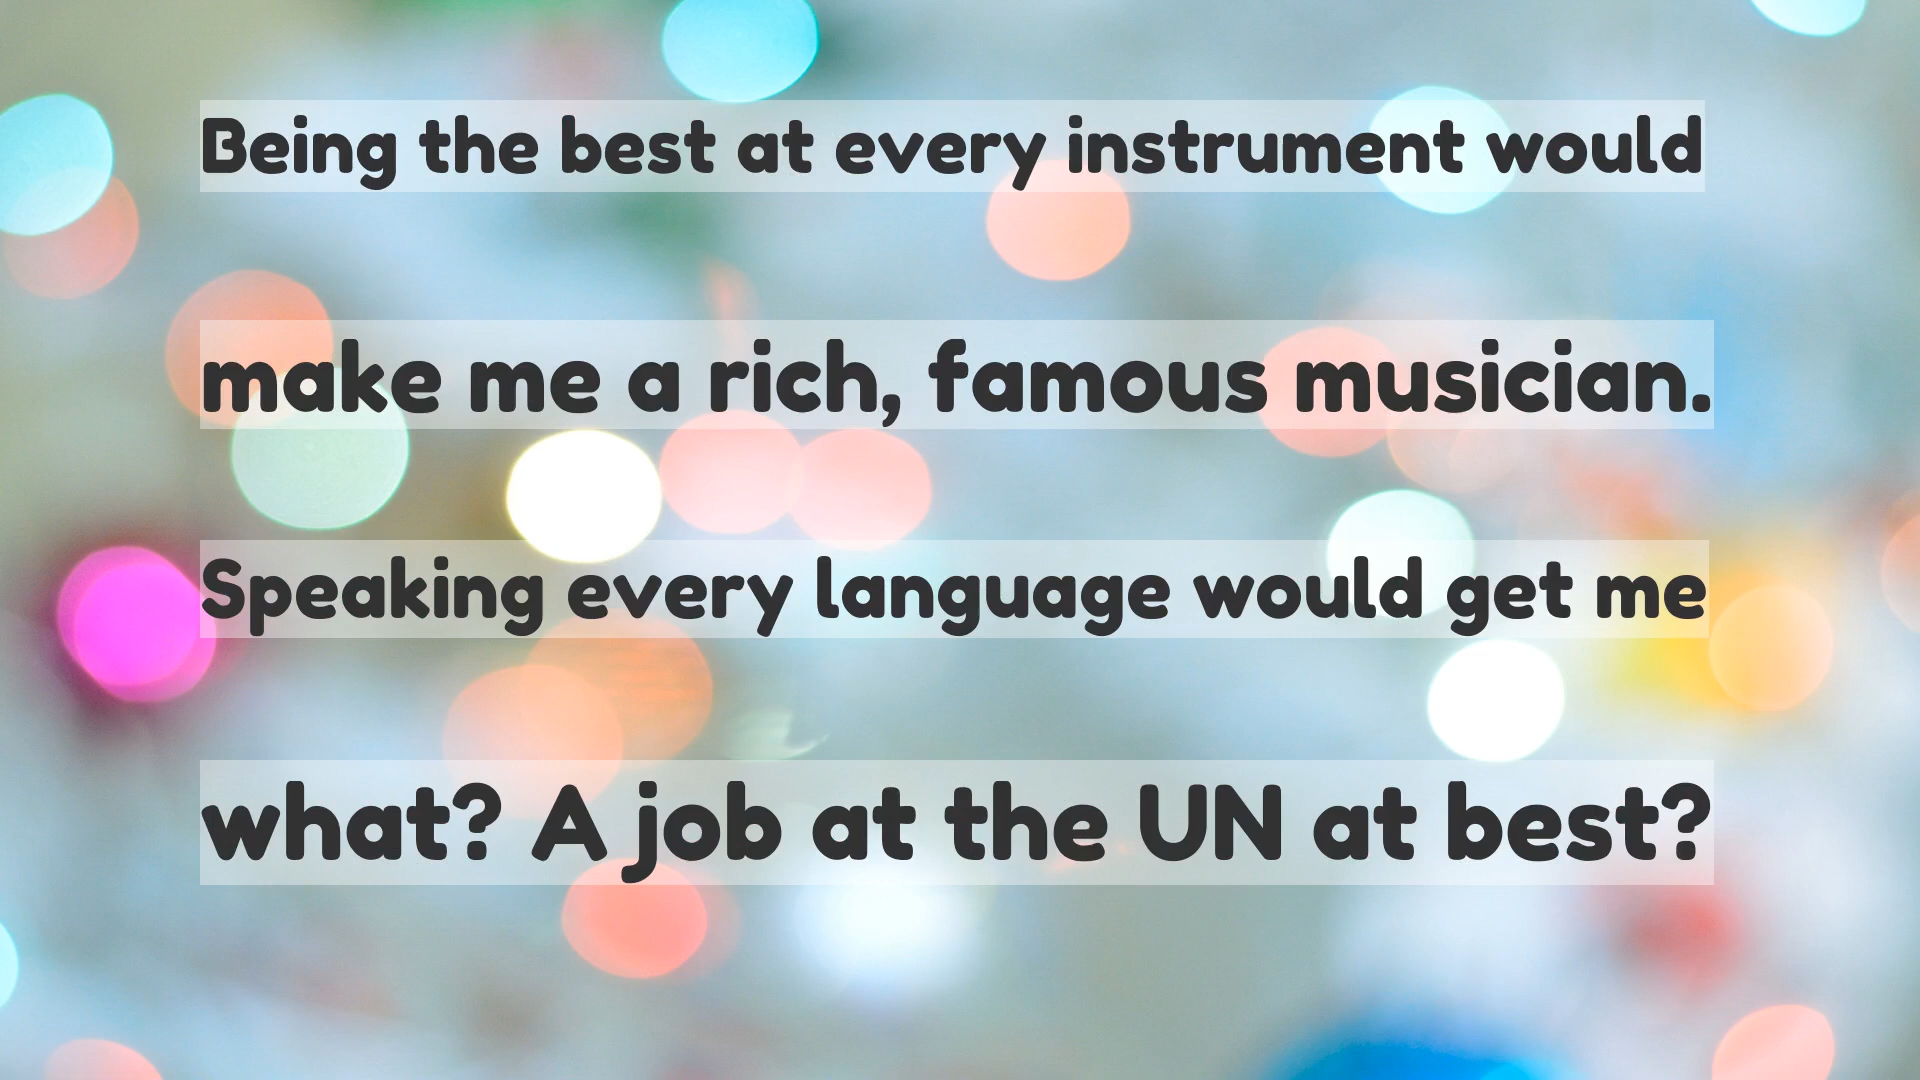 Being the best at every instrument would
make me a rich, famous musician.
Speaking every language would get me
what? A job at the UN at best?